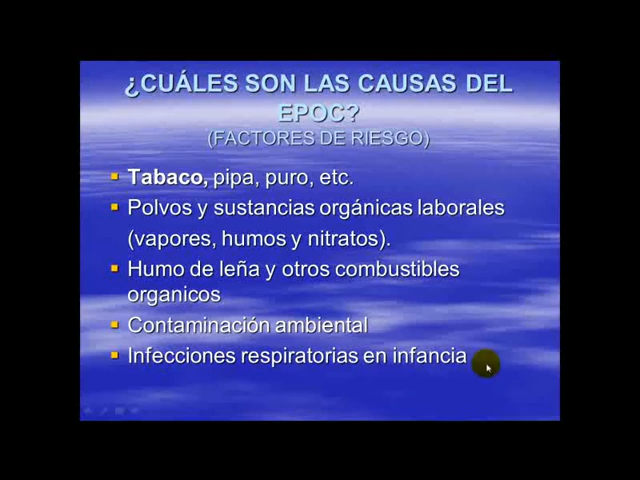 ¿CUÁLES SON LAS CAUSAS DEL
EPOC?
(FACTORES DE RIESGO)
Tabaco, pipa, puro, etc.
Polvos y sustancias orgánicas laborales
(vapores, humos y nitratos).
Humo de leña y otros combustibles
organicos
Contaminación ambiental
Infecciones respiratorias en infancia